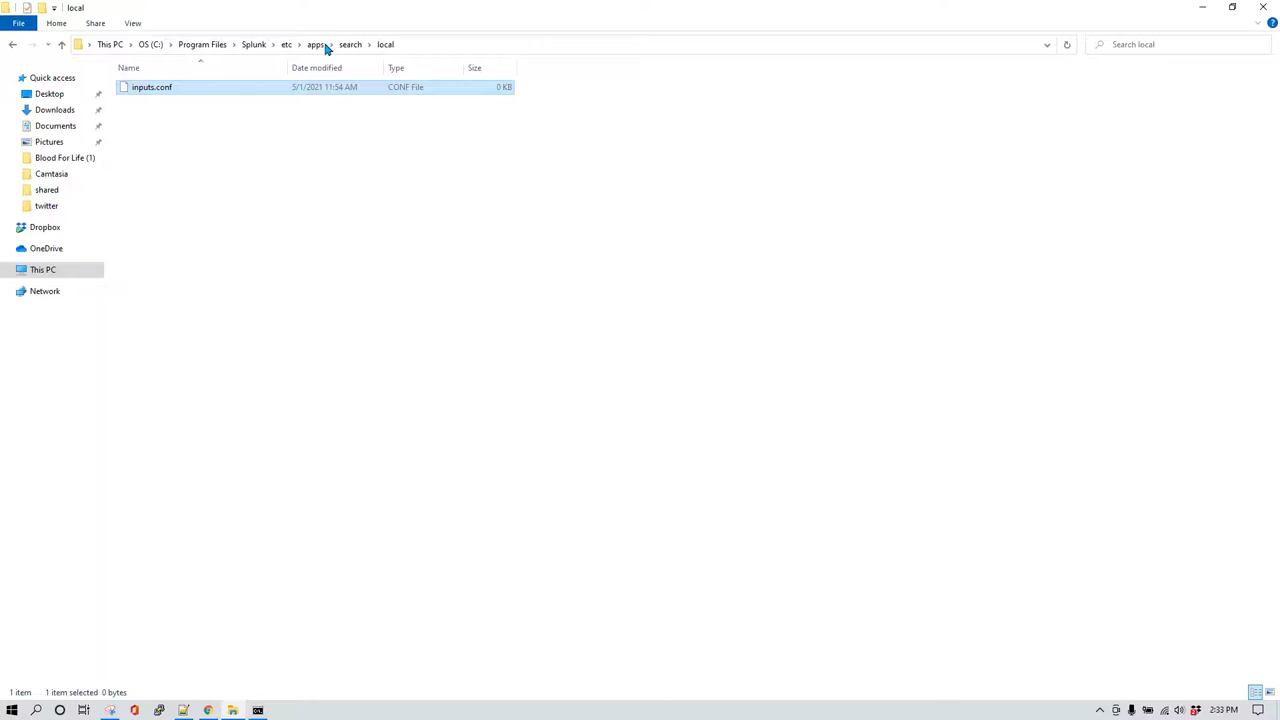 local
File Home Share View
This PC OS (C:) Program Files Splunk etc apps search local
Search local
Name Date modified Type Size
inputs.conf 5/1/2021 11:54 AM CONF File 0 KB
Quick access
Desktop
Downloads
Documents
Pictures
Blood For Life (1)
Camtasia
shared
twitter
Dropbox
OneDrive
This PC
Network
1 item 1 item selected 0 bytes
2:33 PM